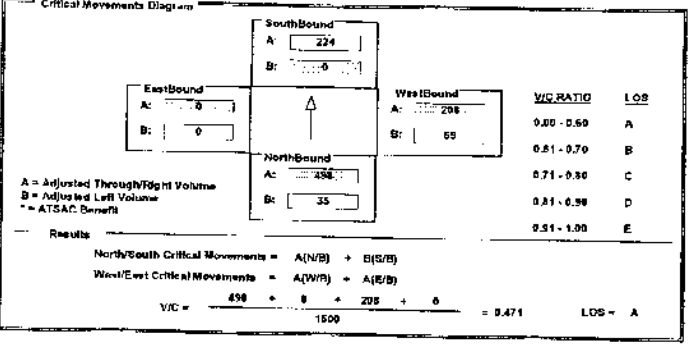 Critical Movements Diagram
SouthBound
A: 224
B: 0
EastBound
A: 0
B: 0
WestBound
A: 208
B: 69
NorthBound
A: 498
B: 35
V/C RATIO LOS
0.00 - 0.60 A
0.61 - 0.70 B
0.71 - 0.80 C
0.81 - 0.90 D
0.91 - 1.00 E
A = Adjusted Through/Right Volume
B = Adjusted Left Volume
* = ATSAC Benefit
Results
North/South Critical Movements = A(N/B) + B(S/B)
West/East Critical Movements = A(W/B) + A(E/B)
V/C = 498 + 0 + 208 + 0
1500
= 0.471 LOS = A